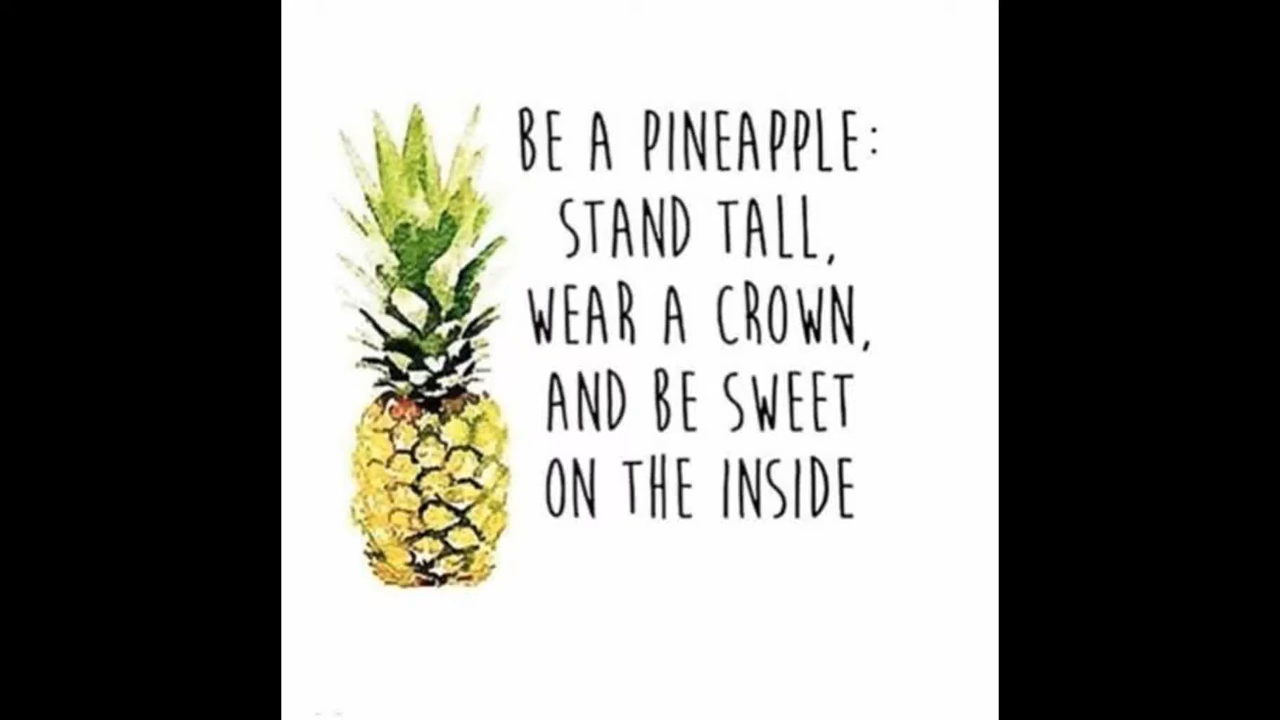 BE A PINEAPPLE:
STAND TALL,
WEAR A CROWN,
AND BE SWEET
ON THE INSIDE